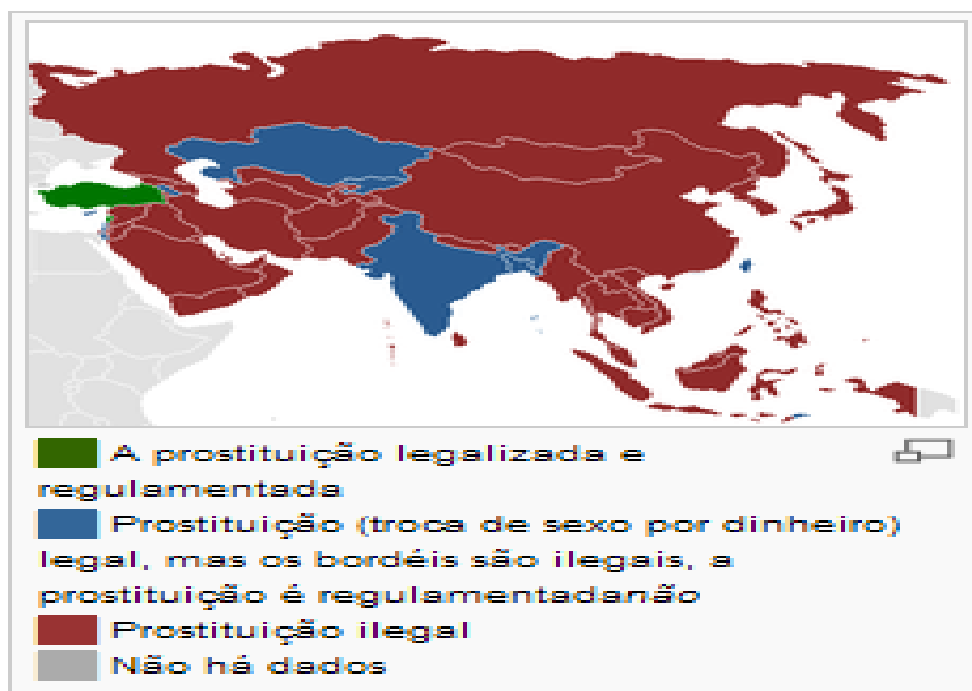 A prostituição legalizada e
regulamentada
Prostituição (troca de sexo por dinheiro)
legal, mas os bordéis são ilegais, a
prostituição é regulamentadanão
Prostituição ilegal
Não há dados